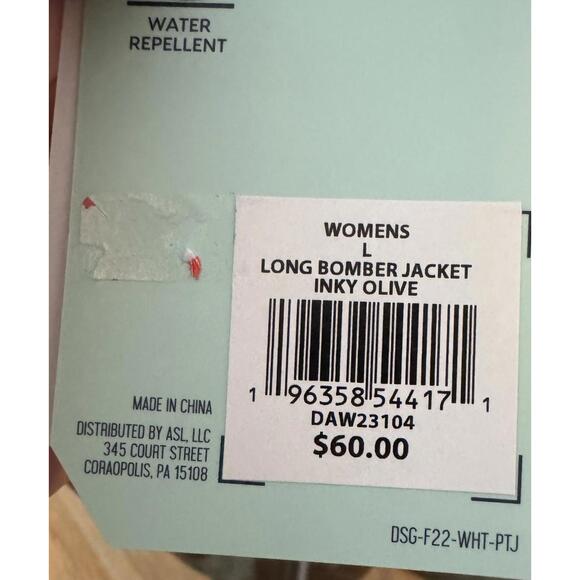 WATER
REPELLENT
WOMENS
L
LONG BOMBER JACKET
INKY OLIVE
1 96358 54417 1
DAW23104
$60.00
MADE IN CHINA
DISTRIBUTED BY ASL, LLC
345 COURT STREET
CORAOPOLIS, PA 15108
DSG-F22-WHT-PTJ